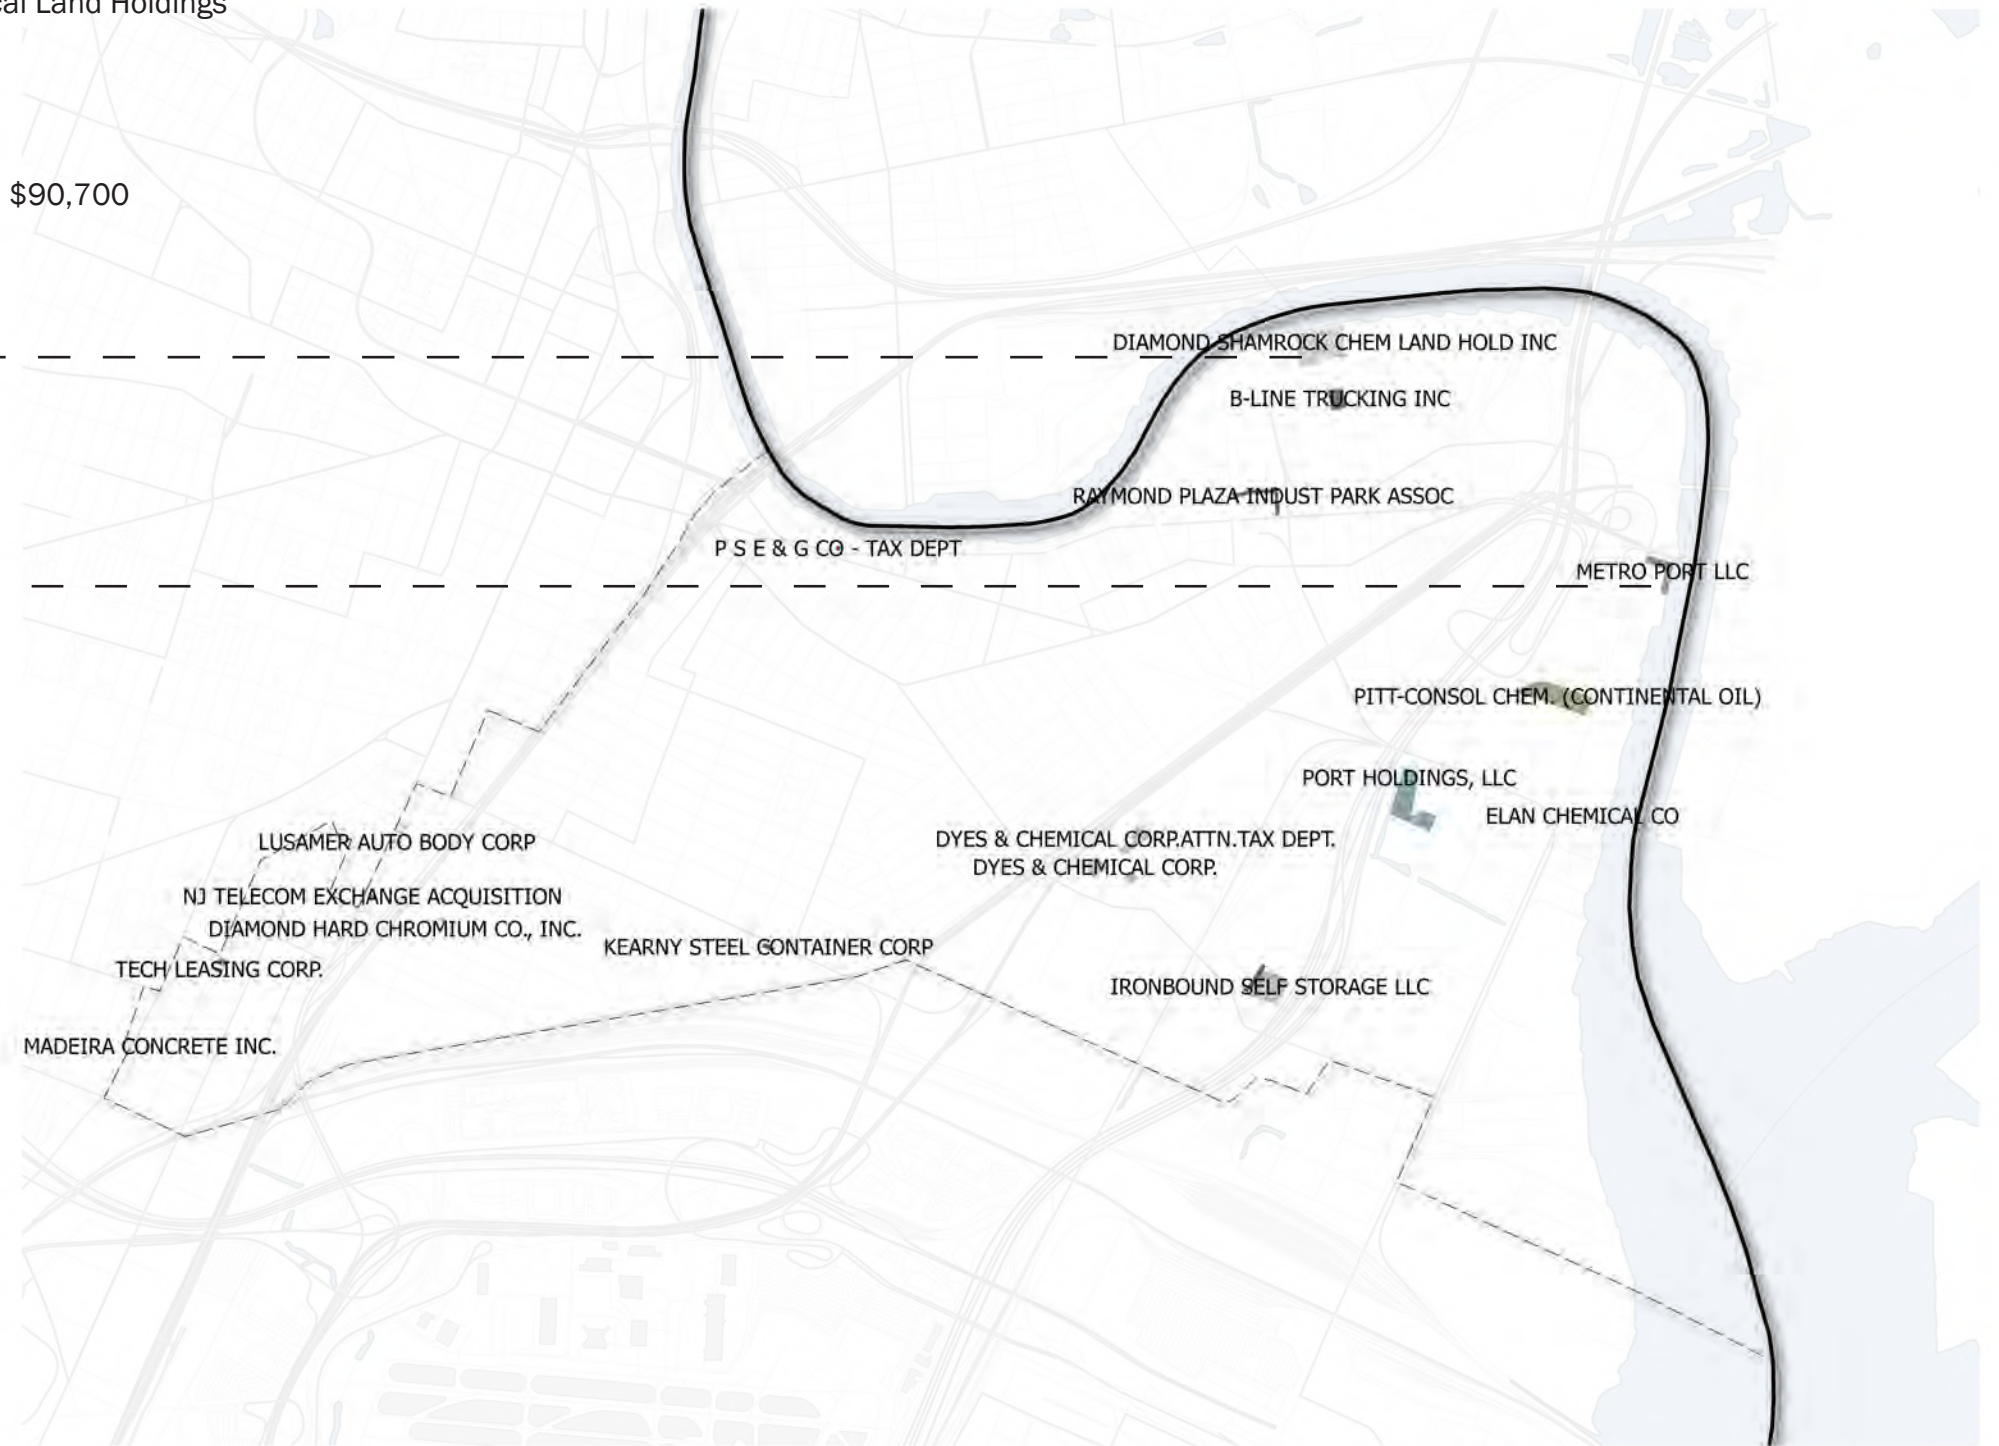 cal Land Holdings
$90,700
DIAMOND SHAMROCK CHEM LAND HOLD INC
B-LINE TRUCKING INC
RAYMOND PLAZA INDUST PARK ASSOC
P S E & G CO - TAX DEPT
METRO PORT LLC
PITT-CONSOL CHEM. (CONTINENTAL OIL)
PORT HOLDINGS, LLC
ELAN CHEMICAL CO
DYES & CHEMICAL CORP.ATTN.TAX DEPT.
DYES & CHEMICAL CORP.
LUSAMER AUTO BODY CORP
NJ TELECOM EXCHANGE ACQUISITION
DIAMOND HARD CHROMIUM CO., INC.
KEARNY STEEL CONTAINER CORP
TECH LEASING CORP.
IRONBOUND SELF STORAGE LLC
MADEIRA CONCRETE INC.